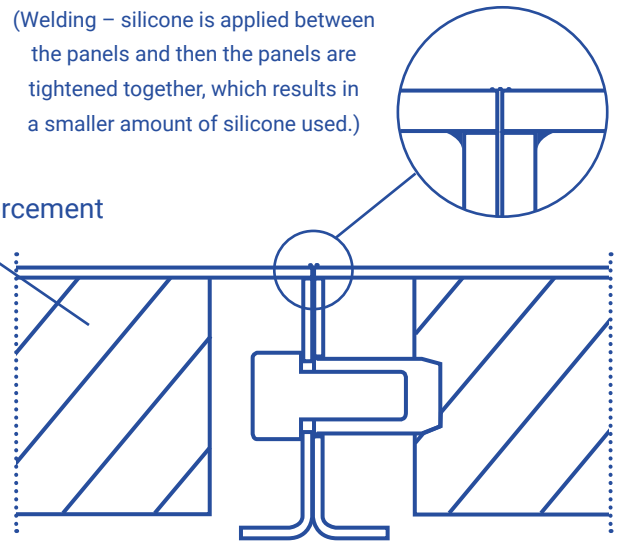 (Welding – silicone is applied between
the panels and then the panels are
tightened together, which results in
a smaller amount of silicone used.)
rcement